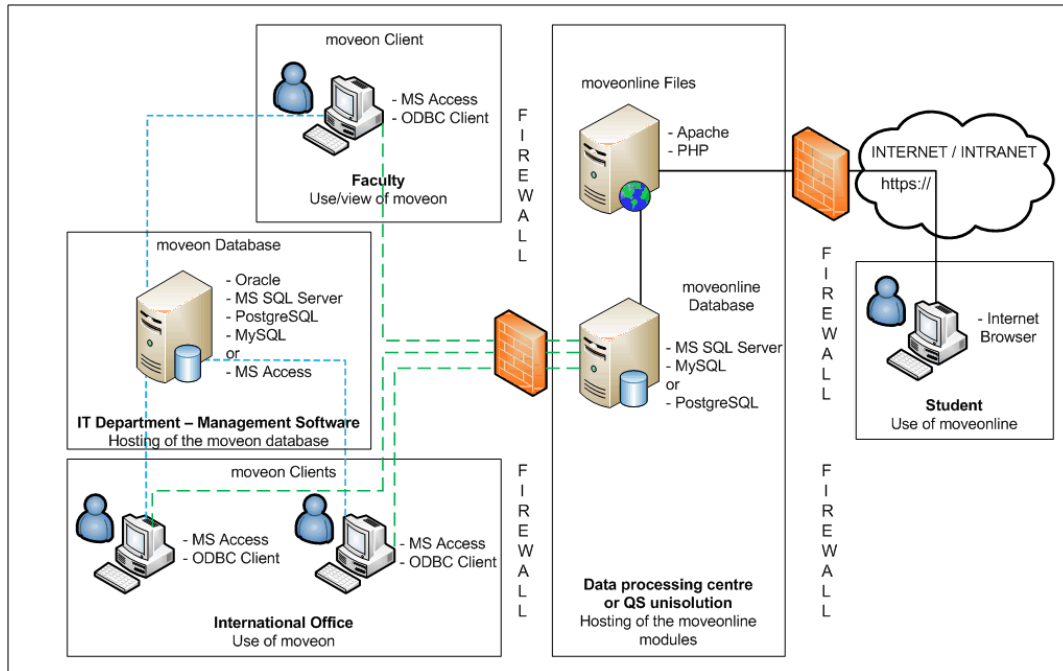 moveon Client
- MS Access
- ODBC Client
Faculty
Use/view of moveon
moveon Database
- Oracle
- MS SQL Server
- PostgreSQL
- MySQL
or
- MS Access
IT Department – Management Software
Hosting of the moveon database
moveon Clients
- MS Access
- ODBC Client
- MS Access
- ODBC Client
International Office
Use of moveon
FIREWALL
FIREWALL
moveonline Files
- Apache
- PHP
moveonline
Database
- MS SQL Server
- MySQL
or
- PostgreSQL
Data processing centre
or QS unisolution
Hosting of the moveonline
modules
FIREWALL
FIREWALL
INTERNET / INTRANET
https://
- Internet
Browser
Student
Use of moveonline